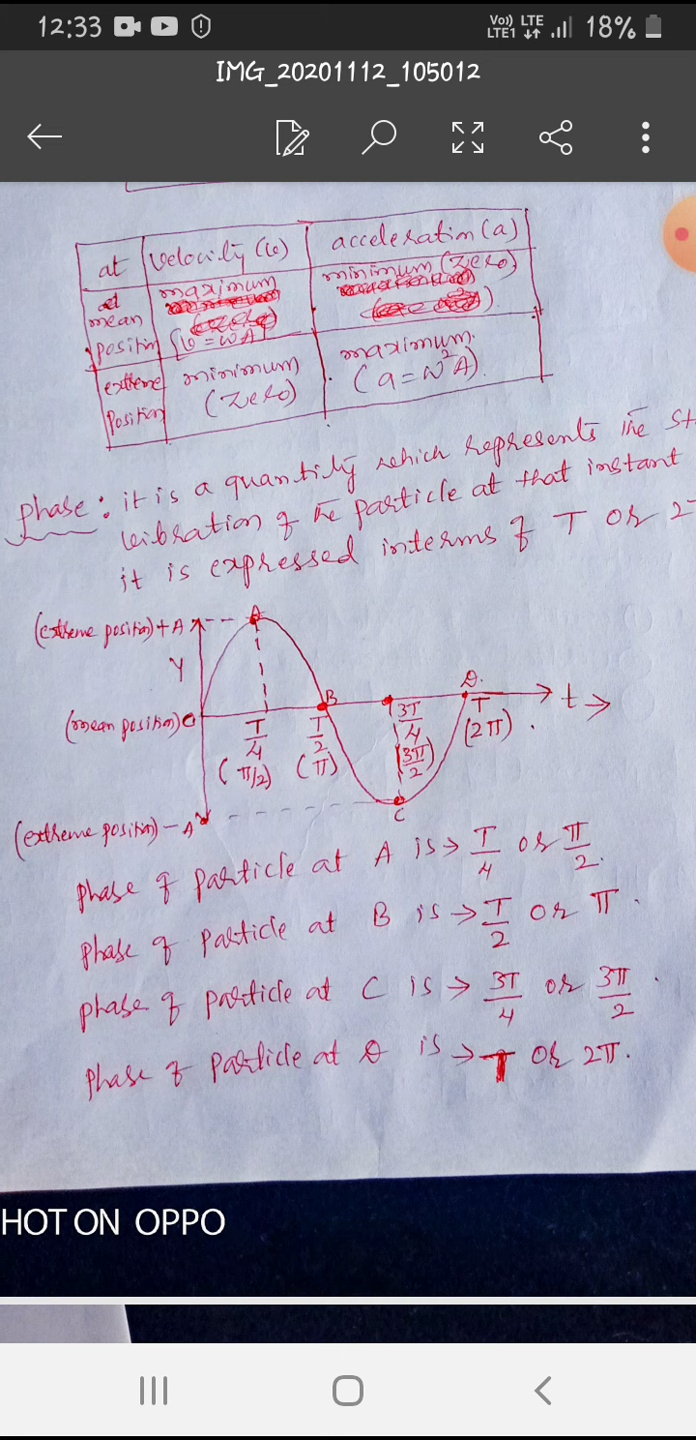 12:33
Vo)) LTE
LTE1
18%
IMG_20201112_105012
at velocity (v) acceleration (a)
at mean position maximum (v = wA) minimum (zero)
extreme position minimum (zero) maximum. (a = w²A).
phase: it is a quantity which represents the st
vibration of the particle at that instant
it is expressed interms of T or 2
(extreme position) + A A
Y
(mean position) O B D. t
T/4 T/2 3T/4 T
(π/2) (π) (3π/2) (2π).
(extreme position) – A C
phase of particle at A is → T/4 or π/2.
phase of particle at B is → T/2 or π.
phase of particle at C is → 3T/4 or 3π/2.
phase of particle at D is → T or 2π.
HOT ON OPPO